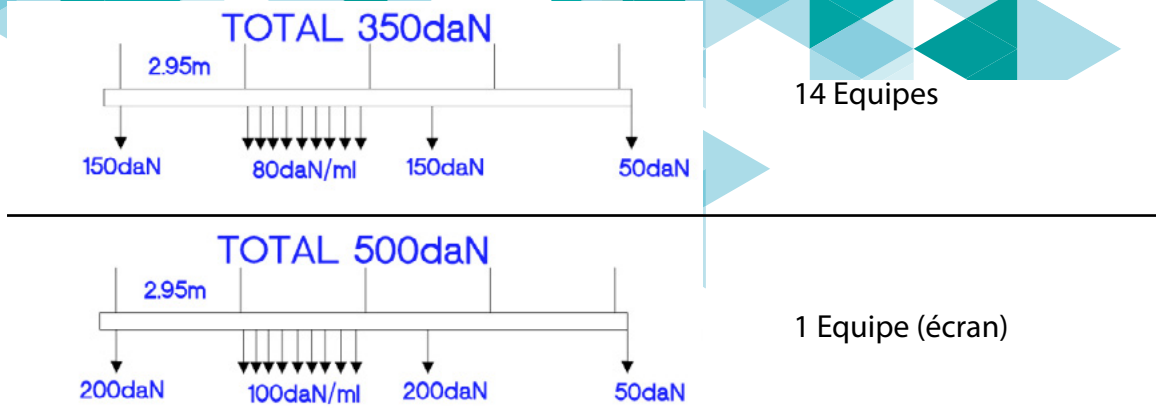 TOTAL 350daN
2.95m
14 Equipes
150daN 80daN/ml 150daN 50daN
TOTAL 500daN
2.95m
1 Equipe (écran)
200daN 100daN/ml 200daN 50daN